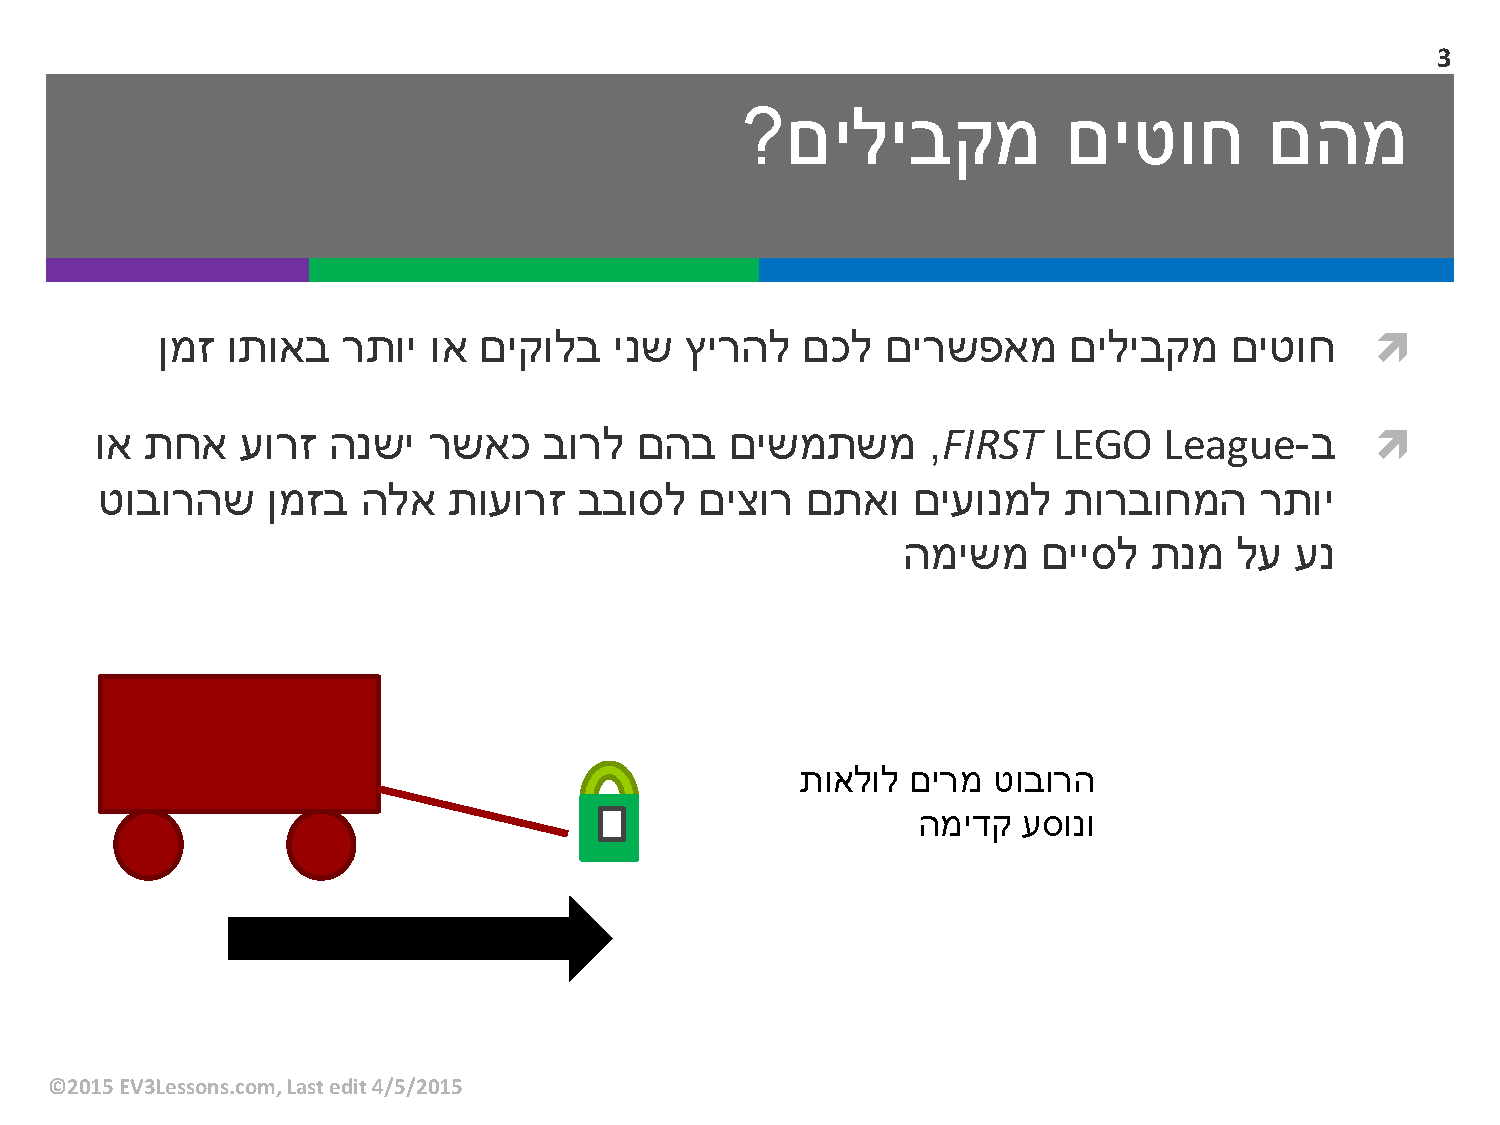 3
מהם חוטים מקבילים?
חוטים מקבילים מאפשרים לכם להריץ שני בלוקים או יותר באותו זמן
ב-FIRST LEGO League, משתמשים בהם לרוב כאשר ישנה זרוע אחת או
יותר המחוברות למנועים ואתם רוצים לסובב זרועות אלה בזמן שהרובוט
נע על מנת לסיים משימה
הרובוט מרים לולאות
ונוסע קדימה
©2015 EV3Lessons.com, Last edit 4/5/2015